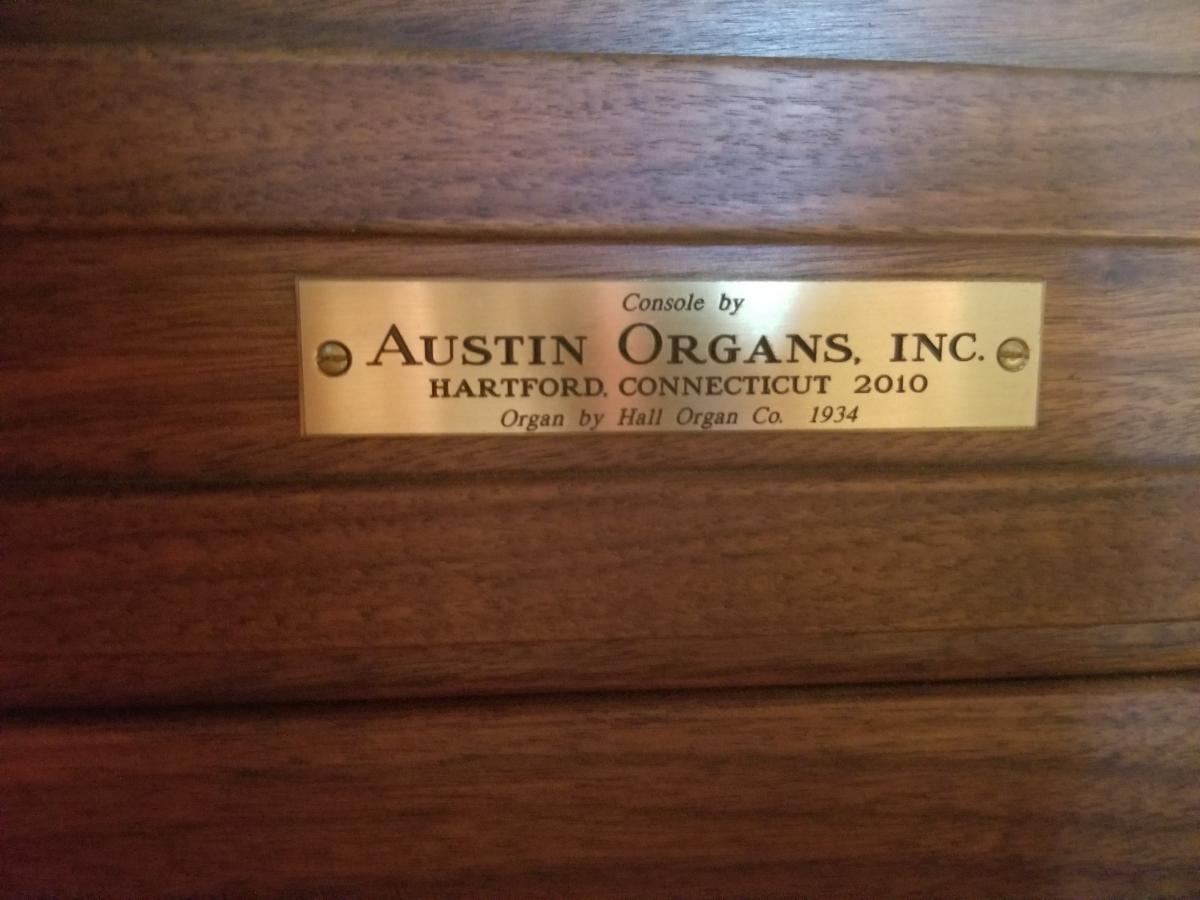 Console by
AUSTIN ORGANS, INC.
HARTFORD, CONNECTICUT 2010
Organ by Hall Organ Co. 1934